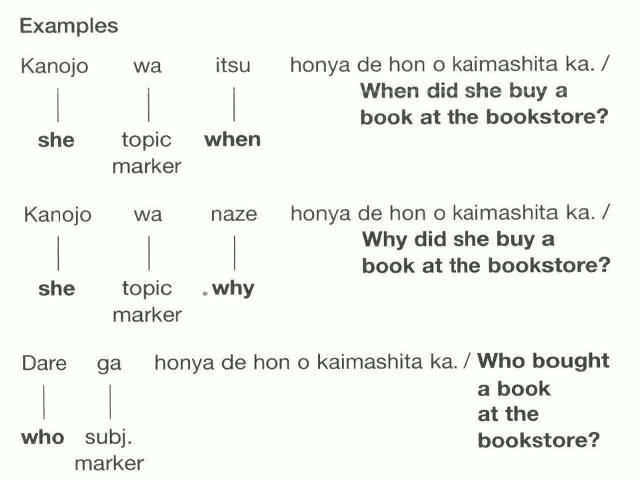 Examples
Kanojo wa itsu honya de hon o kaimashita ka. /
When did she buy a
book at the bookstore?
she topic when
marker
Kanojo wa naze honya de hon o kaimashita ka. /
Why did she buy a
book at the bookstore?
she topic why
marker
Dare ga honya de hon o kaimashita ka. / Who bought
a book
at the
who subj. bookstore?
marker